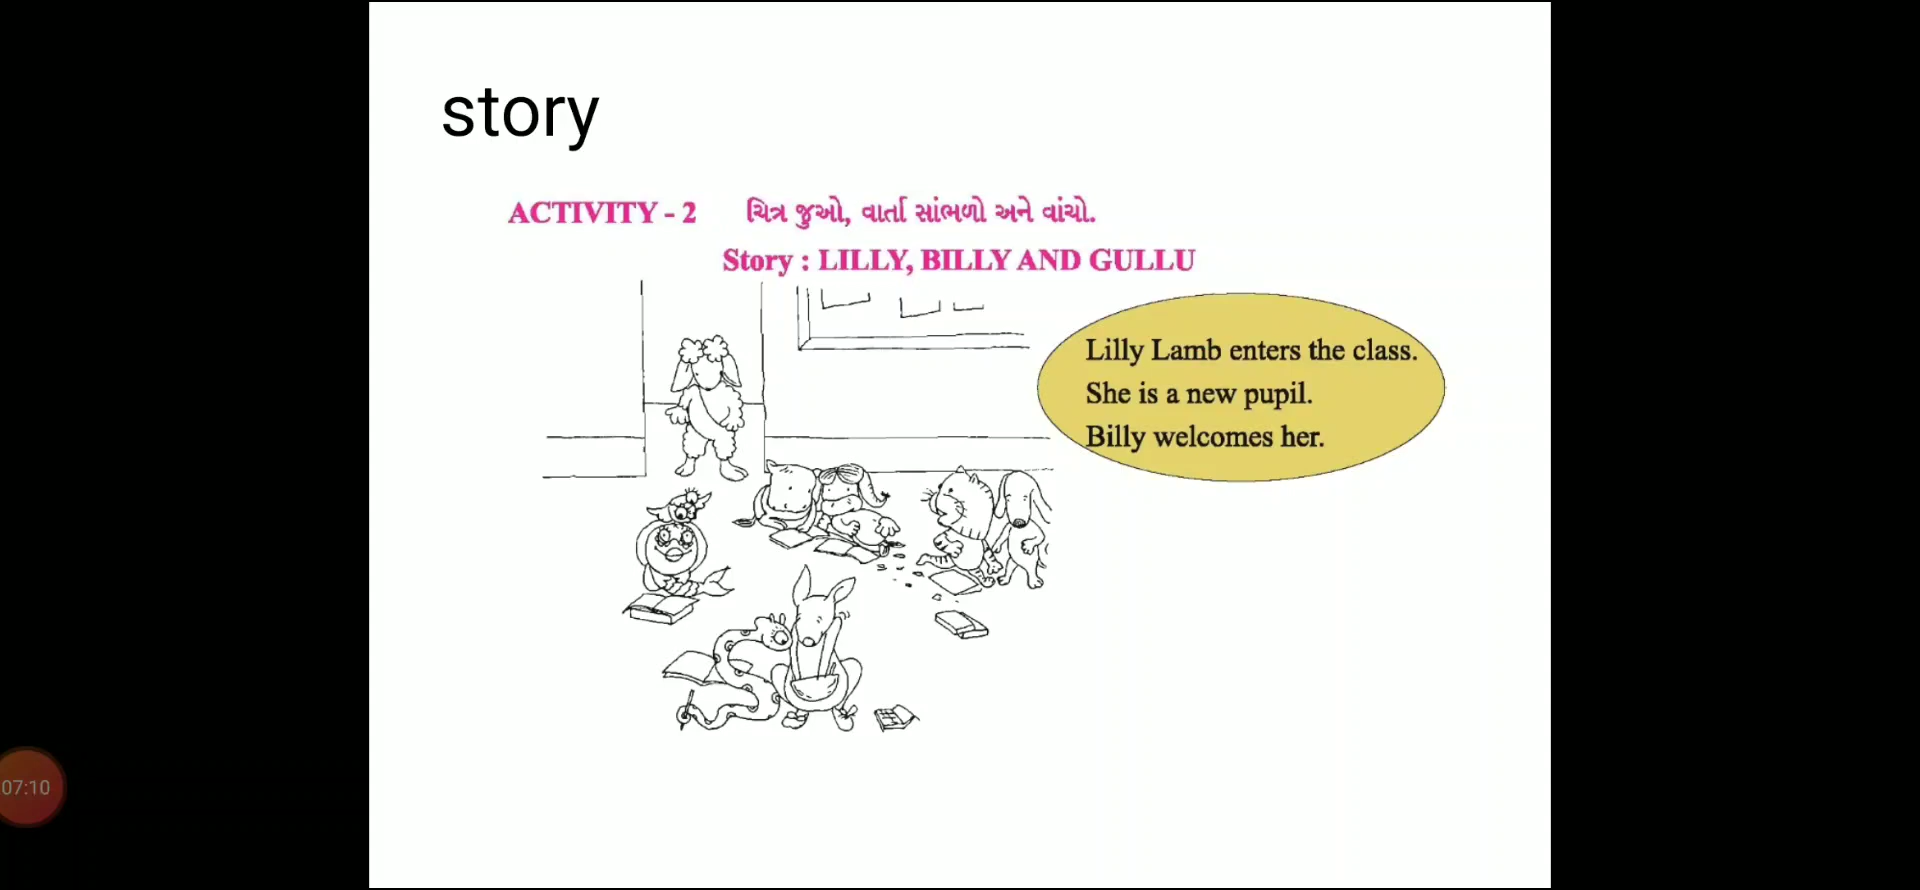 story
ACTIVITY - 2 ચિત્ર જુઓ, વાર્તા સાંભળો અને વાંચો.
Story : LILLY, BILLY AND GULLU
Lilly Lamb enters the class.
She is a new pupil.
Billy welcomes her.
07:10